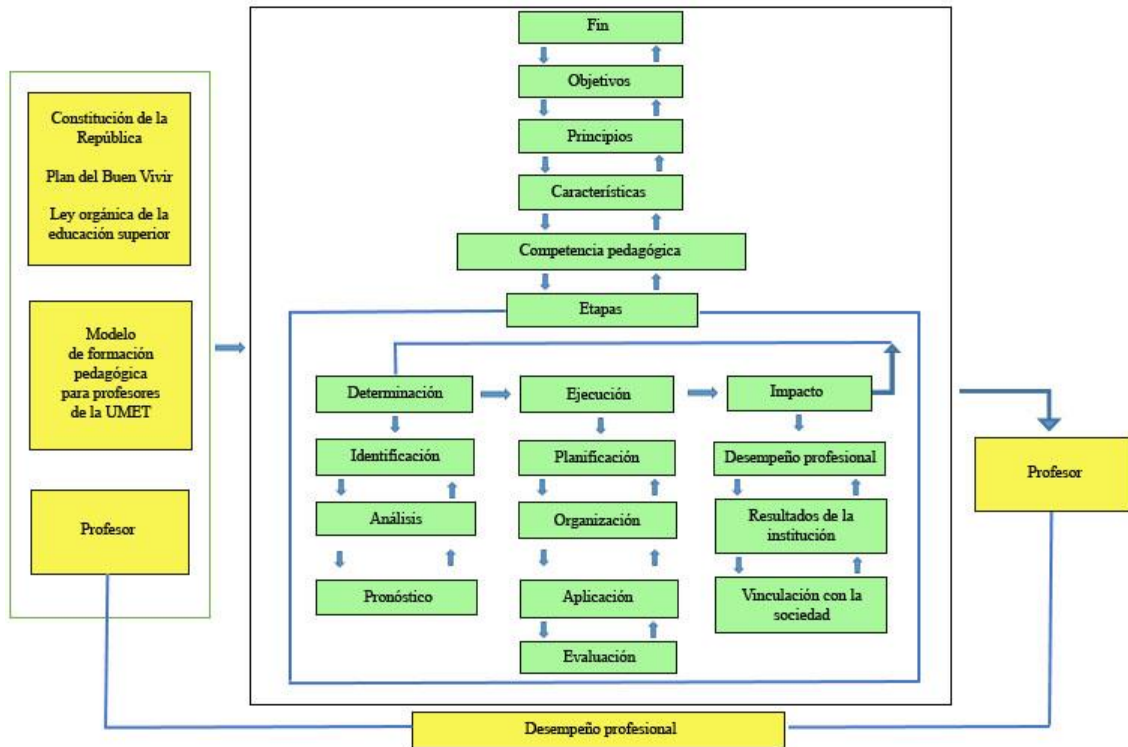 Constitución de la
República
Plan del Buen Vivir
Ley orgánica de la
educación superior
Modelo
de formación
pedagógica
para profesores
de la UMET
Profesor
Fin
Objetivos
Principios
Característícas
Competencia pedagógica
Etapas
Determinación
Ejecución
Impacto
Identificación
Planificación
Desempeño profesional
Análisis
Organización
Resultados de la
institución
Pronóstico
Aplicación
Vinculación con la
sociedad
Evaluación
Profesor
Desempeño profesional